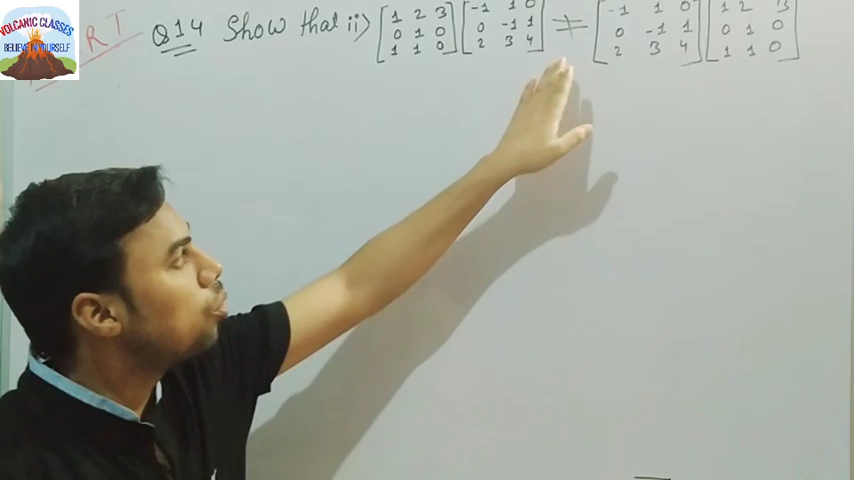 VOLCANIC CLASSES
BELIEVE IN YOURSELF
RT
Q14 Show that ii) [1 2 3 [-1 1 0 ≠ [-1 1 0 [1 2 3
0 1 0 0 -1 1 0 -1 1 0 1 0
1 1 0] 2 3 4] 2 3 4] 1 1 0]